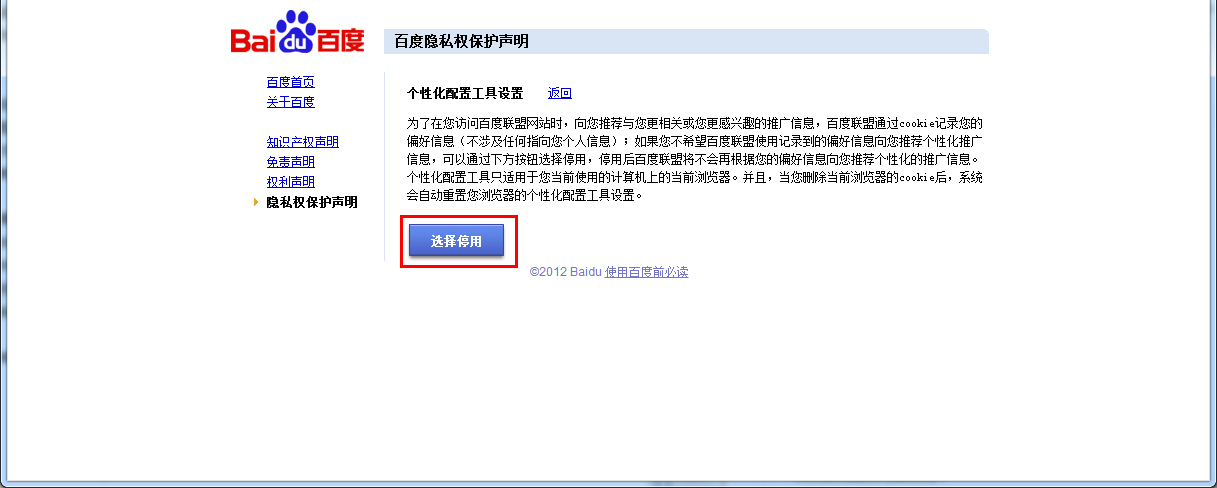 Bai du 百度
百度隐私权保护声明
百度首页
关于百度
知识产权声明
免责声明
权利声明
隐私权保护声明
个性化配置工具设置 返回
为了在您访问百度联盟网站时，向您推荐与您更相关或您更感兴趣的推广信息，百度联盟通过cookie记录您的
偏好信息（不涉及任何指向您个人信息）；如果您不希望百度联盟使用记录到的偏好信息向您推荐个性化推广
信息，可以通过下方按钮选择停用，停用后百度联盟将不会再根据您的偏好信息向您推荐个性化的推广信息。
个性化配置工具只适用于您当前使用的计算机上的当前浏览器。并且，当您删除当前浏览器的cookie后，系统
会自动重置您浏览器的个性化配置工具设置。
选择停用
©2012 Baidu 使用百度前必读